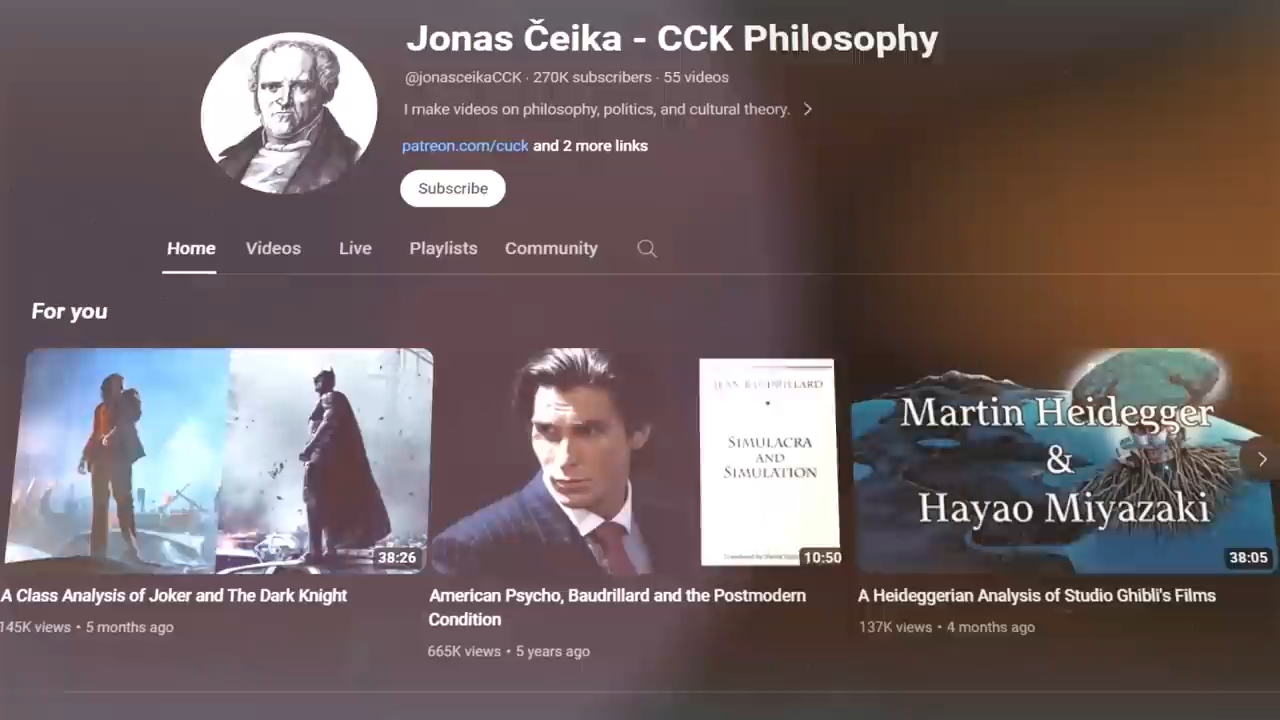 Jonas Čeika - CCK Philosophy
@jonasceikaCCK · 270K subscribers · 55 videos
I make videos on philosophy, politics, and cultural theory.
patreon.com/cuck and 2 more links
Subscribe
Home Videos Live Playlists Community
For you
JEAN BAUDRILLARD
SIMULACRA
AND
SIMULATION
Martin Heidegger
&
Hayao Miyazaki
38:26
10:50
38:05
A Class Analysis of Joker and The Dark Knight
145K views • 5 months ago
American Psycho, Baudrillard and the Postmodern
Condition
665K views • 5 years ago
A Heideggerian Analysis of Studio Ghibli's Films
137K views • 4 months ago